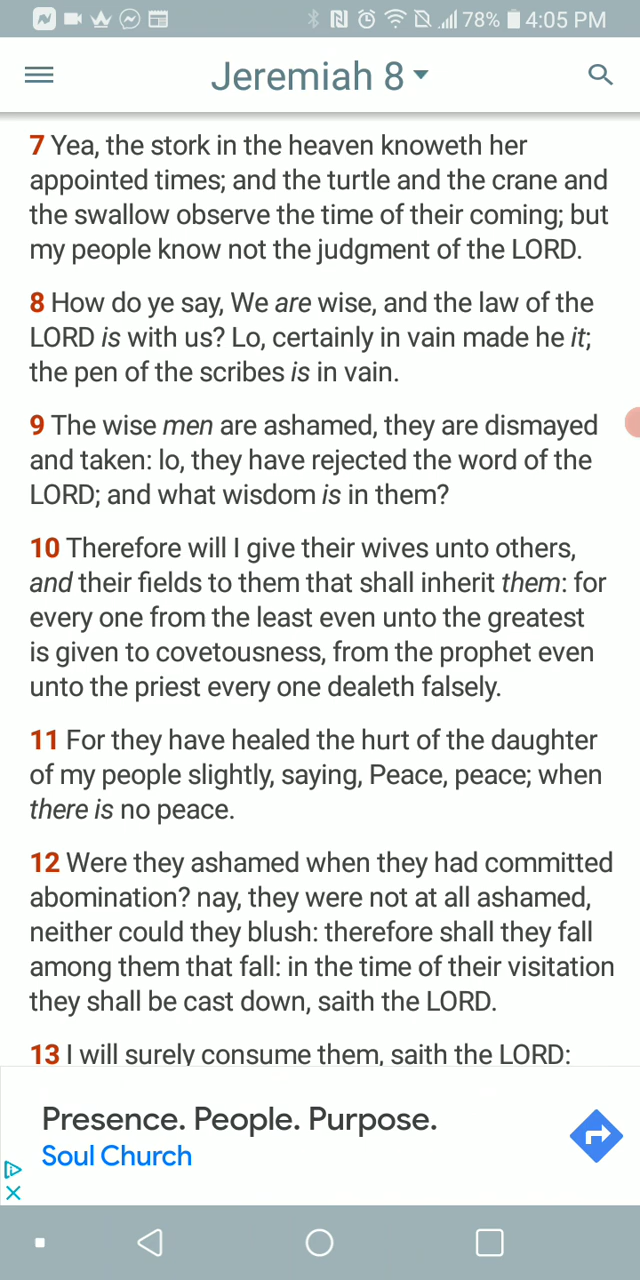 78% 4:05 PM
Jeremiah 8
7 Yea, the stork in the heaven knoweth her
appointed times; and the turtle and the crane and
the swallow observe the time of their coming; but
my people know not the judgment of the LORD.
8 How do ye say, We are wise, and the law of the
LORD is with us? Lo, certainly in vain made he it;
the pen of the scribes is in vain.
9 The wise men are ashamed, they are dismayed
and taken: lo, they have rejected the word of the
LORD; and what wisdom is in them?
10 Therefore will I give their wives unto others,
and their fields to them that shall inherit them: for
every one from the least even unto the greatest
is given to covetousness, from the prophet even
unto the priest every one dealeth falsely.
11 For they have healed the hurt of the daughter
of my people slightly, saying, Peace, peace; when
there is no peace.
12 Were they ashamed when they had committed
abomination? nay, they were not at all ashamed,
neither could they blush: therefore shall they fall
among them that fall: in the time of their visitation
they shall be cast down, saith the LORD.
13 I will surely consume them, saith the LORD:
Presence. People. Purpose.
Soul Church